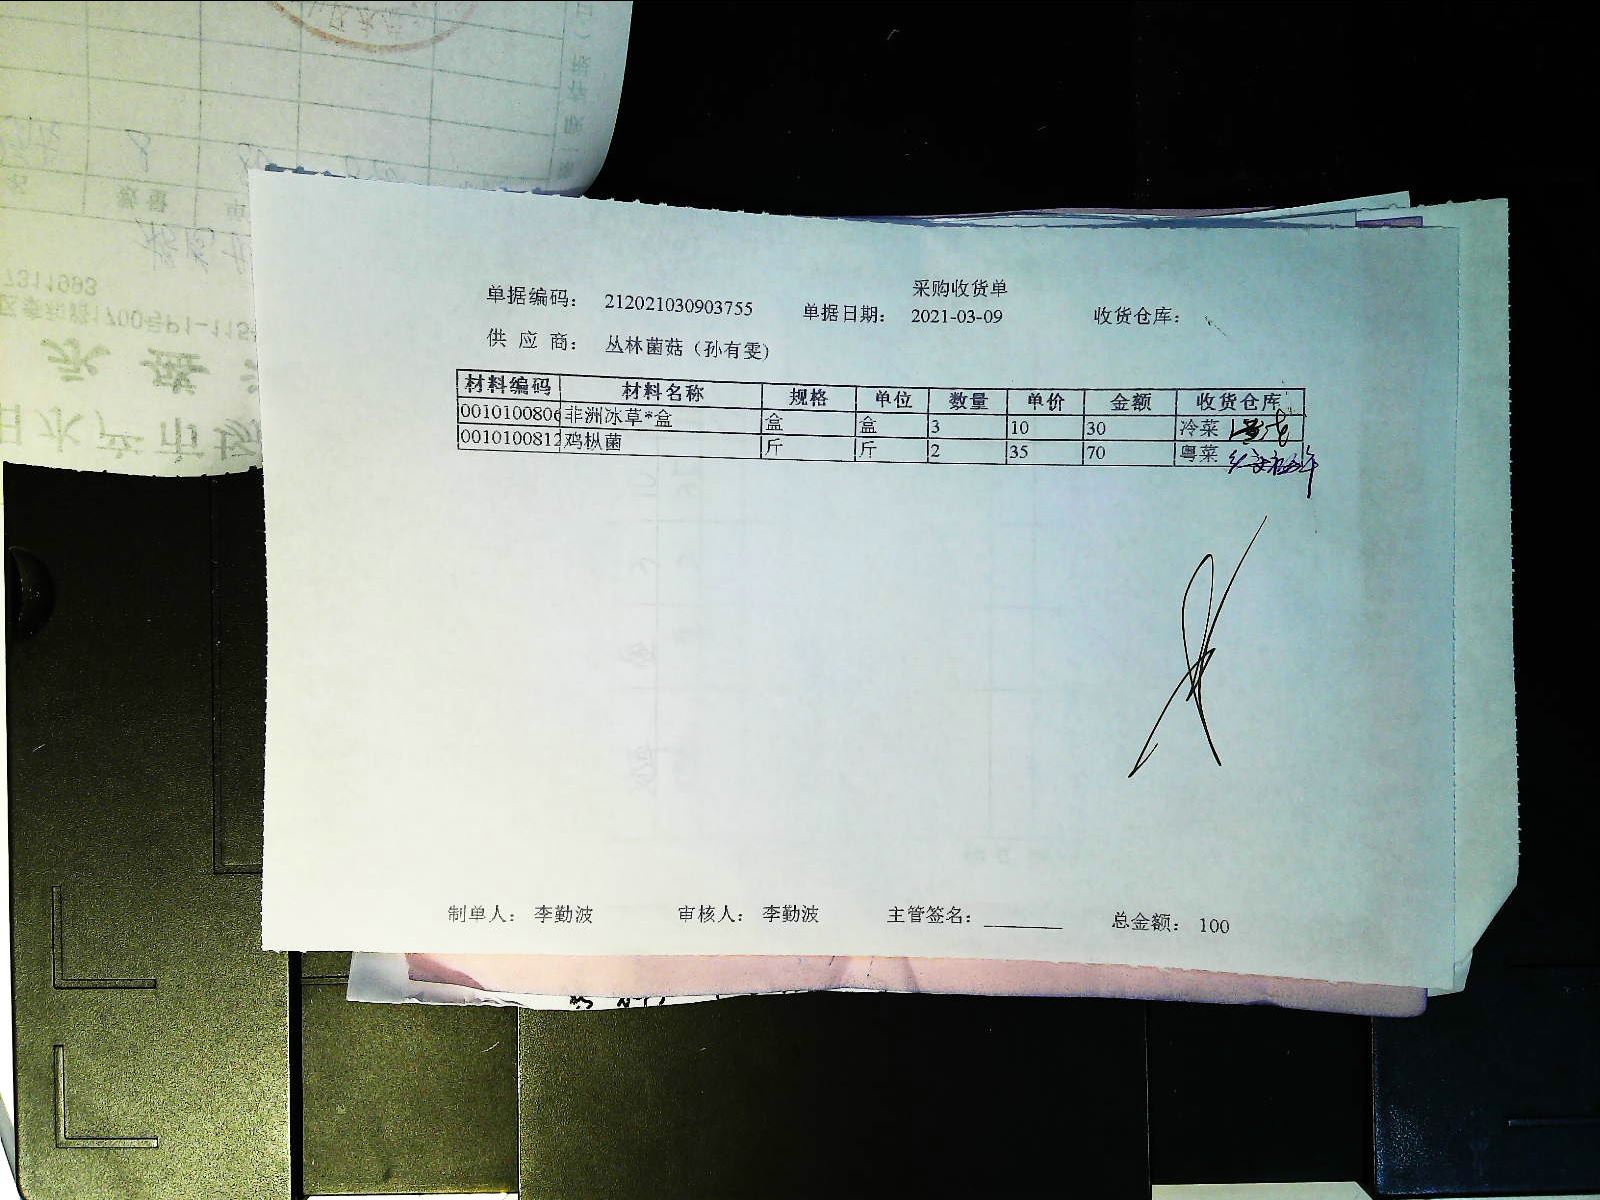 采购收货单
单据编码： 212021030903755 单据日期： 2021-03-09 收货仓库：
供 应 商： 丛林菌菇（孙有雯）
材料编码 材料名称 规格 单位 数量 单价 金额 收货仓库
0010100806 非洲冰草*盒 盒 盒 3 10 30 冷菜
0010100812 鸡枞菌 斤 斤 2 35 70 粤菜
制单人： 李勤波 审核人： 李勤波 主管签名： 总金额： 100